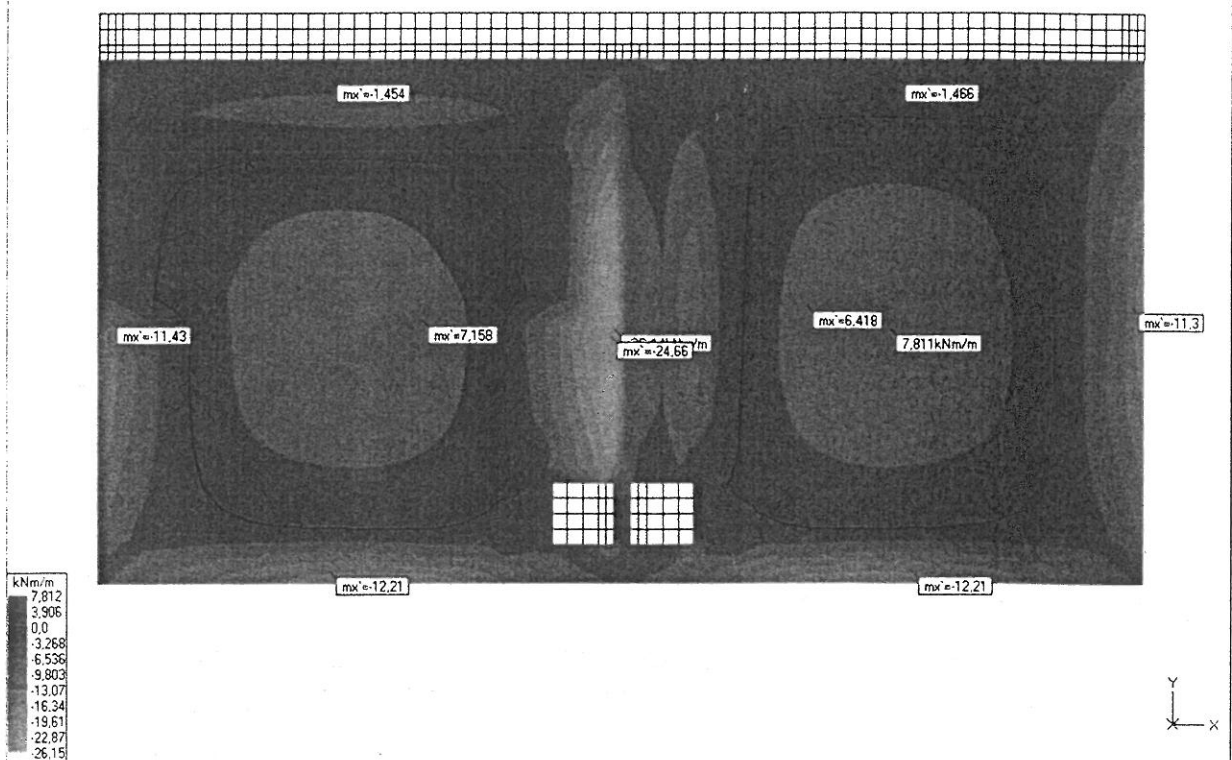 mx`=-1,454
mx`=-1,466
mx`=-11,43
mx`=7,158
mx`=-24,66
mx`=6,418
7,811kNm/m
mx`=-11,3
mx`=-12,21
mx`=-12,21
kNm/m
7,812
3,906
0,0
-3,268
-6,536
-9,803
-13,07
-16,34
-19,61
-22,87
-26,15
Y
X